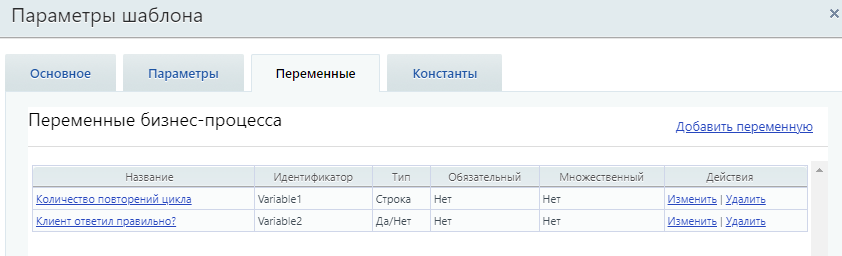 Параметры шаблона ×
Основное Параметры Переменные Константы
Переменные бизнес-процесса
Добавить переменную
Название Идентификатор Тип Обязательный Множественный Действия
Количество повторений цикла Variable1 Строка Нет Нет Изменить | Удалить
Клиент ответил правильно? Variable2 Да/Нет Нет Нет Изменить | Удалить